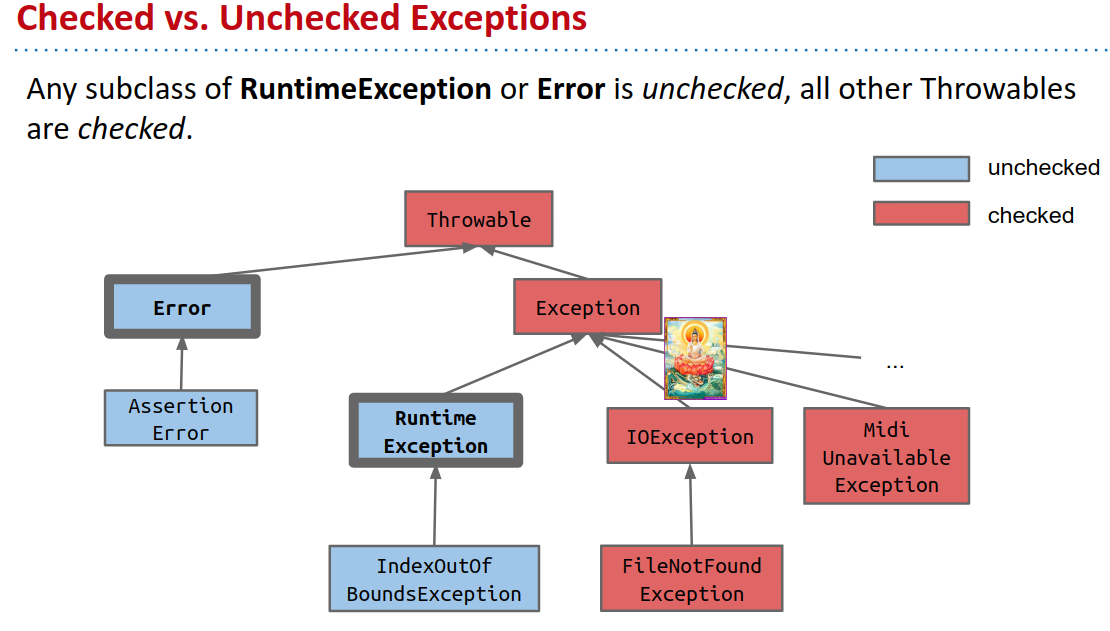 Checked vs. Unchecked Exceptions
Any subclass of RuntimeException or Error is unchecked, all other Throwables
are checked.
unchecked
checked
Throwable
Error
Exception
...
Assertion
Error
Runtime
Exception
IOException
Midi
Unavailable
Exception
IndexOutOf
BoundsException
FileNotFound
Exception